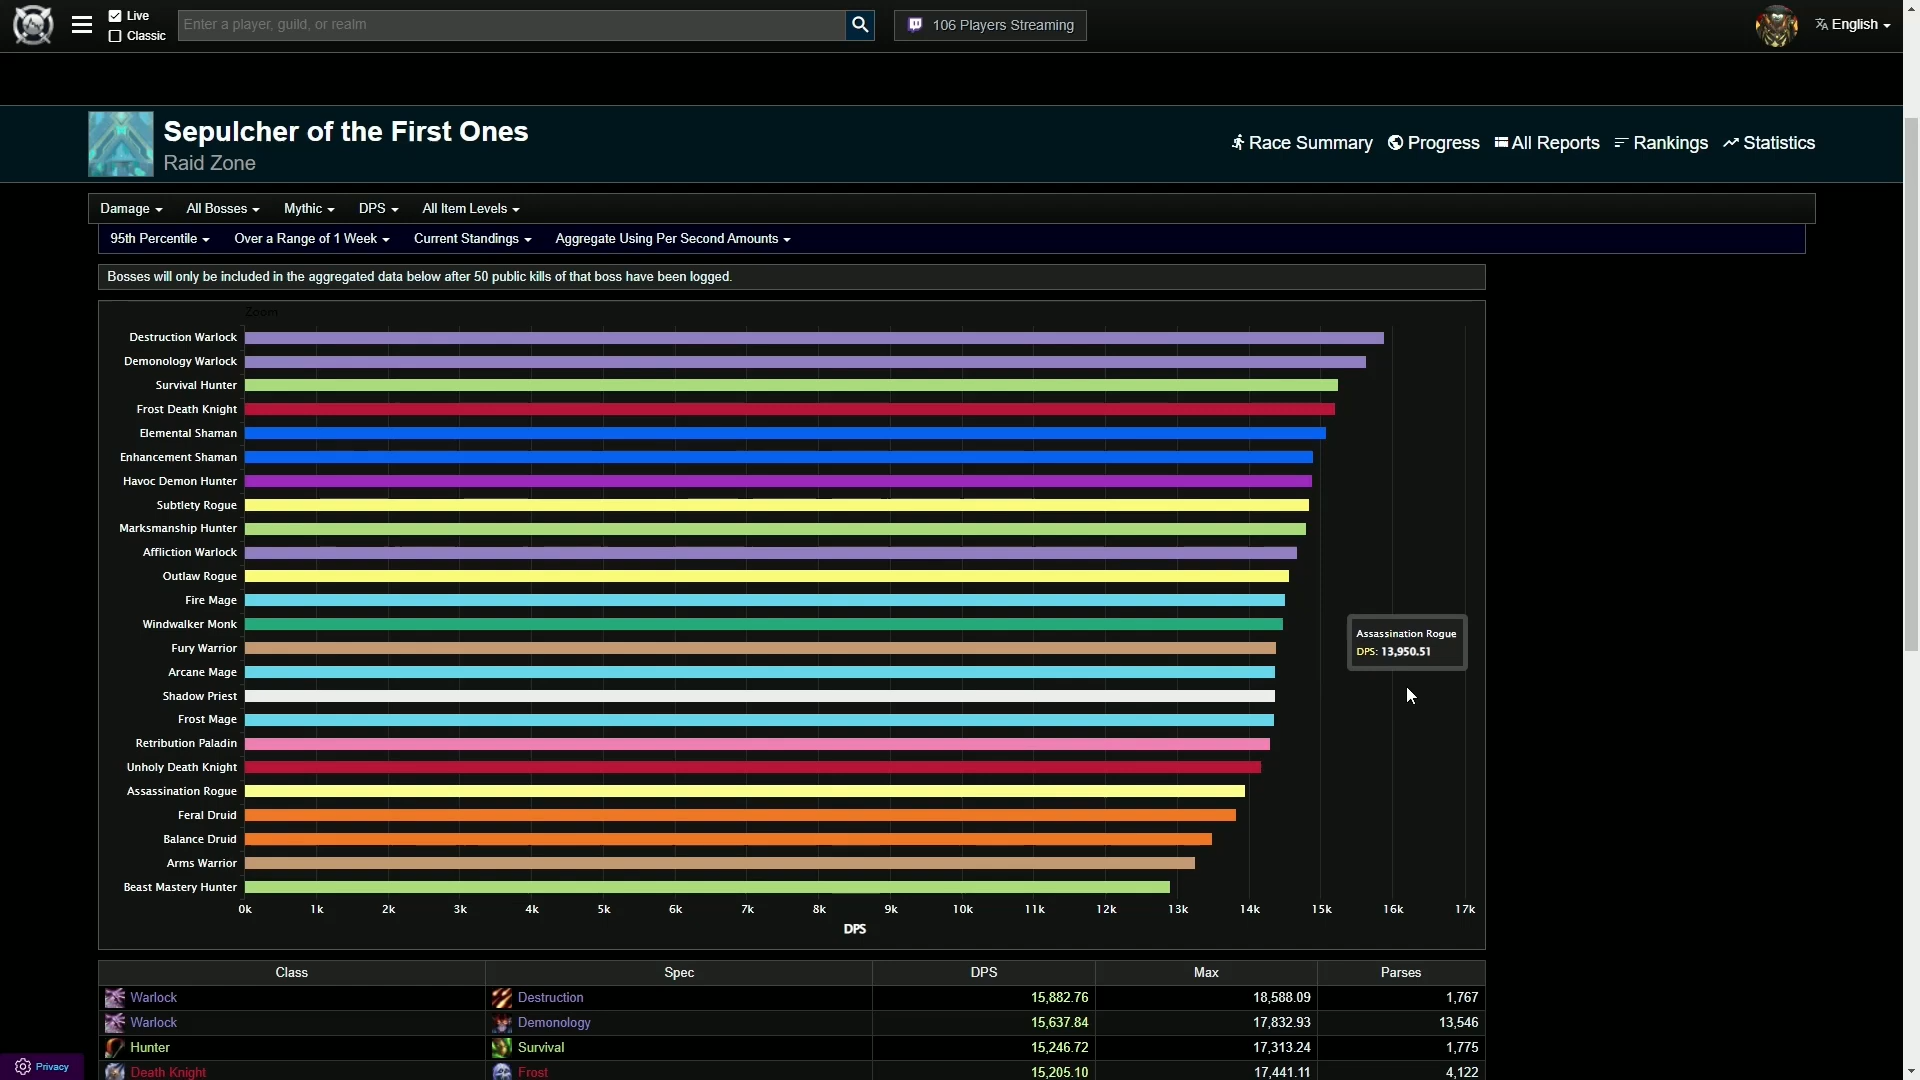 Live
Classic
Enter a player, guild, or realm
106 Players Streaming
English
Sepulcher of the First Ones
Raid Zone
Race Summary Progress All Reports Rankings Statistics
Damage All Bosses Mythic DPS All Item Levels
95th Percentile Over a Range of 1 Week Current Standings Aggregate Using Per Second Amounts
Bosses will only be included in the aggregated data below after 50 public kills of that boss have been logged.
Zoom
Destruction Warlock
Demonology Warlock
Survival Hunter
Frost Death Knight
Elemental Shaman
Enhancement Shaman
Havoc Demon Hunter
Subtlety Rogue
Marksmanship Hunter
Affliction Warlock
Outlaw Rogue
Fire Mage
Windwalker Monk
Fury Warrior
Arcane Mage
Shadow Priest
Frost Mage
Retribution Paladin
Unholy Death Knight
Assassination Rogue
Feral Druid
Balance Druid
Arms Warrior
Beast Mastery Hunter
Assassination Rogue
DPS: 13,950.51
0k 1k 2k 3k 4k 5k 6k 7k 8k 9k 10k 11k 12k 13k 14k 15k 16k 17k
DPS
Class Spec DPS Max Parses
Warlock Destruction 15,882.76 18,588.09 1,767
Warlock Demonology 15,637.84 17,832.93 13,546
Hunter Survival 15,246.72 17,313.24 1,775
Death Knight Frost 15,205.10 17,441.11 4,122
Privacy